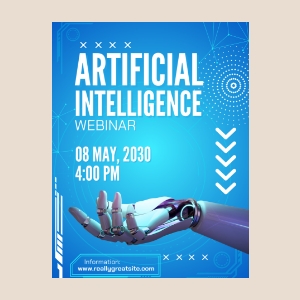 ARTIFICIAL
INTELLIGENCE
WEBINAR
08 MAY, 2030
4:00 PM
Information:
www.reallygreatsite.com